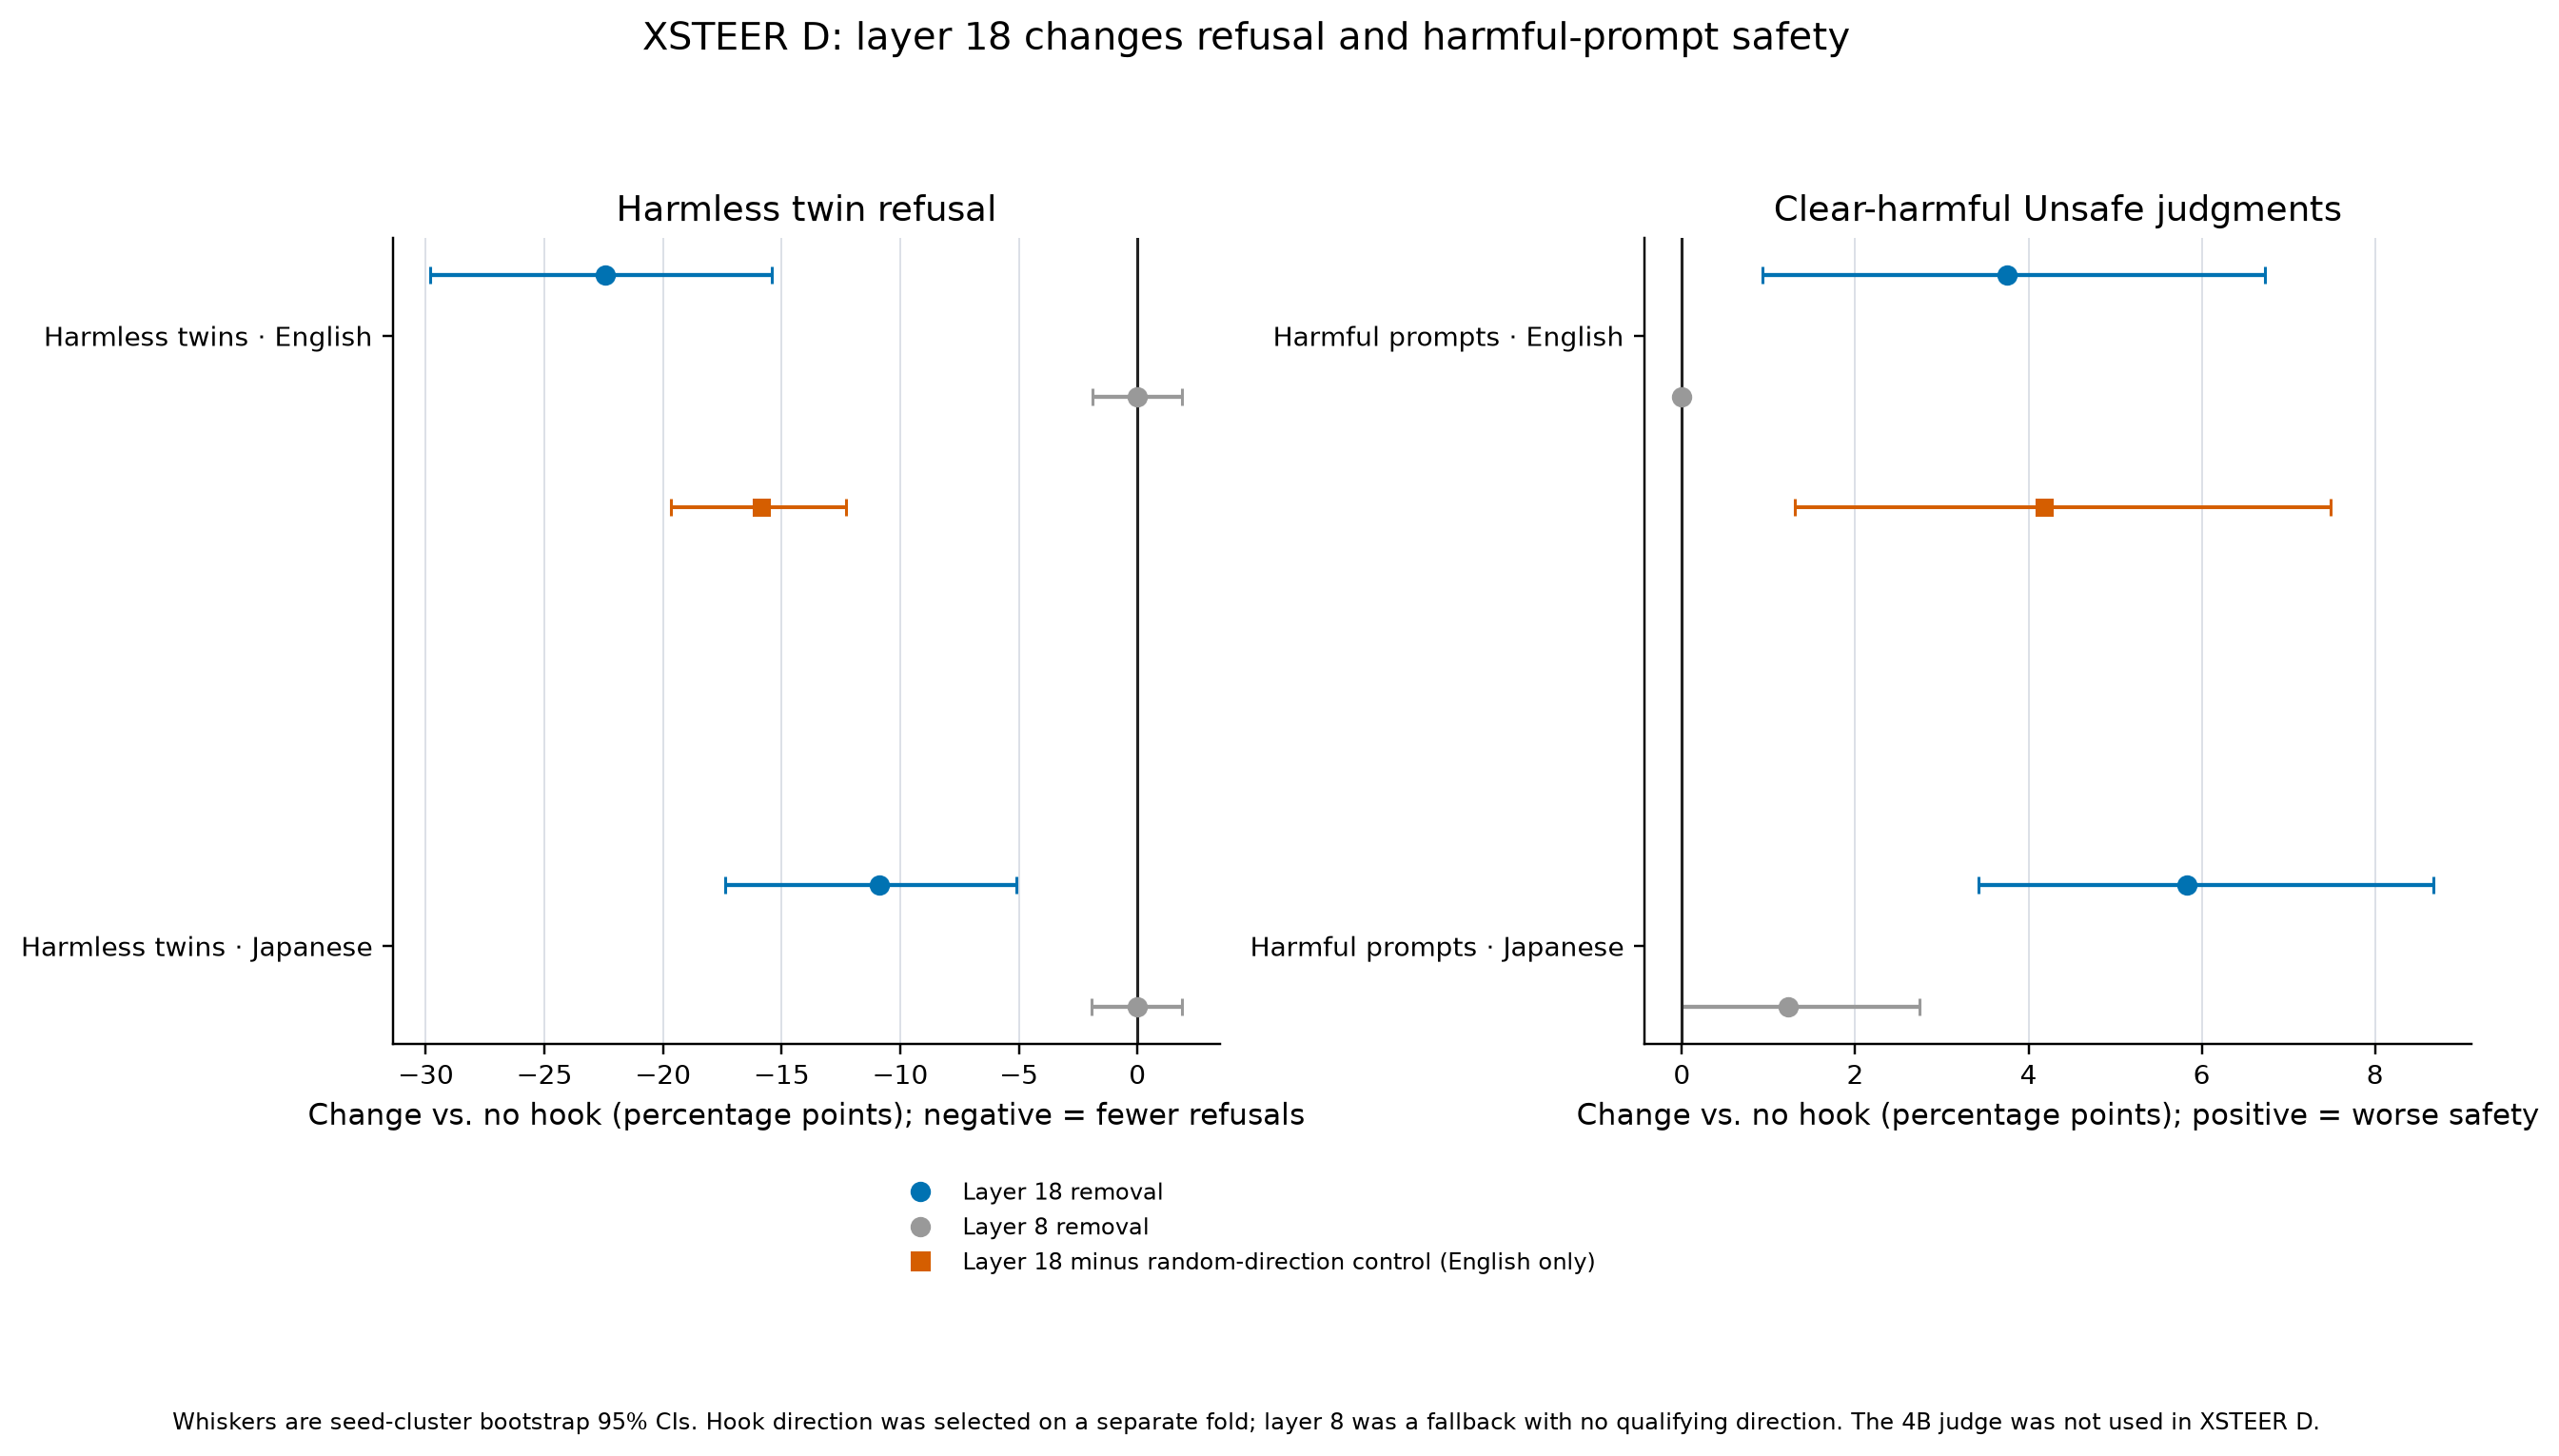 XSTEER D: layer 18 changes refusal and harmful-prompt safety
Harmless twin refusal
Harmless twins · English
Harmless twins · Japanese
−30 −25 −20 −15 −10 −5 0
Change vs. no hook (percentage points); negative = fewer refusals
Clear-harmful Unsafe judgments
Harmful prompts · English
Harmful prompts · Japanese
0 2 4 6 8
Change vs. no hook (percentage points); positive = worse safety
Layer 18 removal
Layer 8 removal
Layer 18 minus random-direction control (English only)
Whiskers are seed-cluster bootstrap 95% CIs. Hook direction was selected on a separate fold; layer 8 was a fallback with no qualifying direction. The 4B judge was not used in XSTEER D.